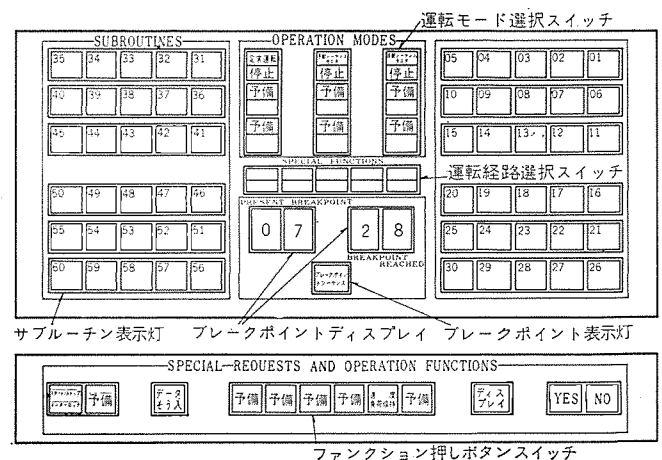 運転モード選択スイッチ
SUBROUTINES
OPERATION MODES
35 34 33 32 31
停止 停止 停止
05 04 03 02 01
40 39 38 37 36
予備 予備 予備
10 09 08 07 06
45 44 43 42 41
予備 予備 予備
15 14 13 12 11
SPECIAL FUNCTIONS
運転経路選択スイッチ
50 49 48 47 46
20 19 18 17 16
PRESENT BREAKPOINT
55 54 53 52 51
0 7 2 8
25 24 23 22 21
BREAKPOINT
REACHED
60 59 58 57 56
30 29 28 27 26
サブルーチン表示灯 ブレークポイントディスプレイ ブレークポイント表示灯
SPECIAL-REQUESTS AND OPERATION FUNCTIONS
予備
データ
そう入
予備 予備 予備 予備 予備
ディス
プレイ
YES NO
ファンクション押しボタンスイッチ